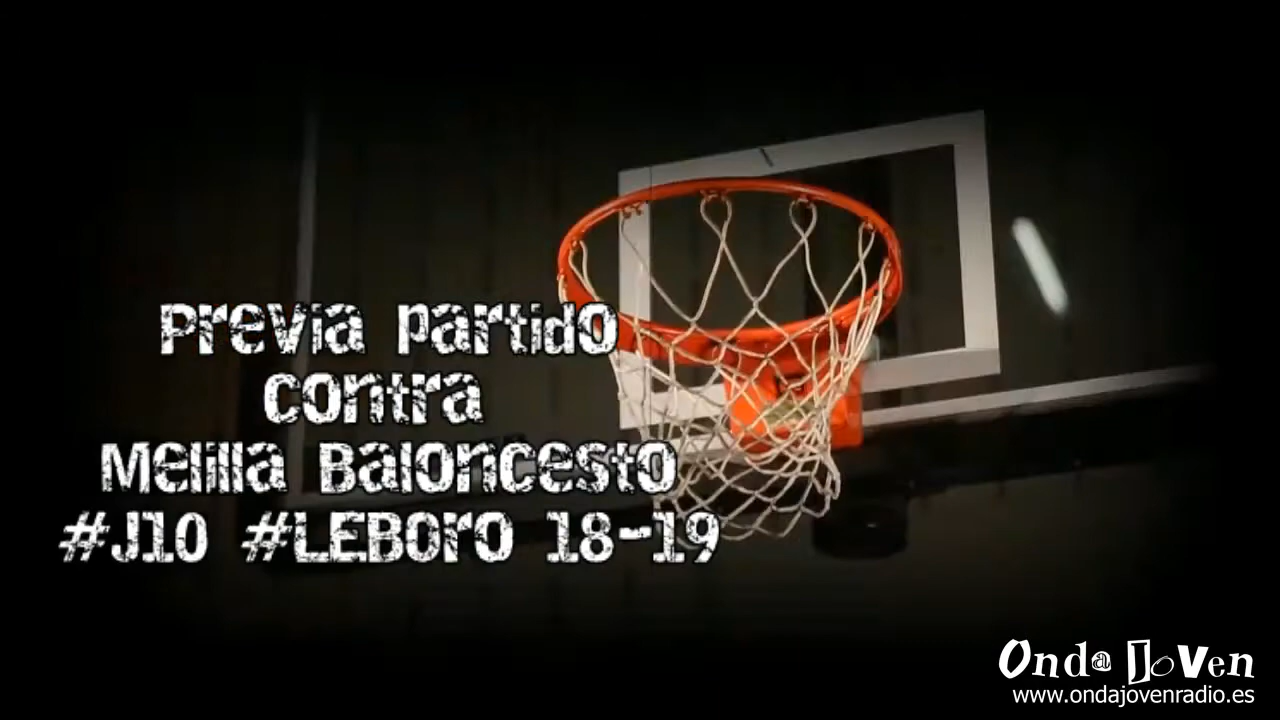 Previa partido
contra
Melilla Baloncesto
#J10 #LEBoro 18-19
Onda Joven
www.ondajovenradio.es